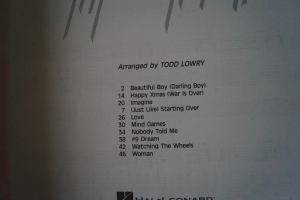 Arranged by TODD LOWRY
2 Beautiful Boy (Darling Boy)
14 Happy Xmas (War Is Over)
20 Imagine
7 (Just Like) Starting Over
26 Love
30 Mind Games
34 Nobody Told Me
38 #9 Dream
42 Watching The Wheels
46 Woman
HAL•LEONARD